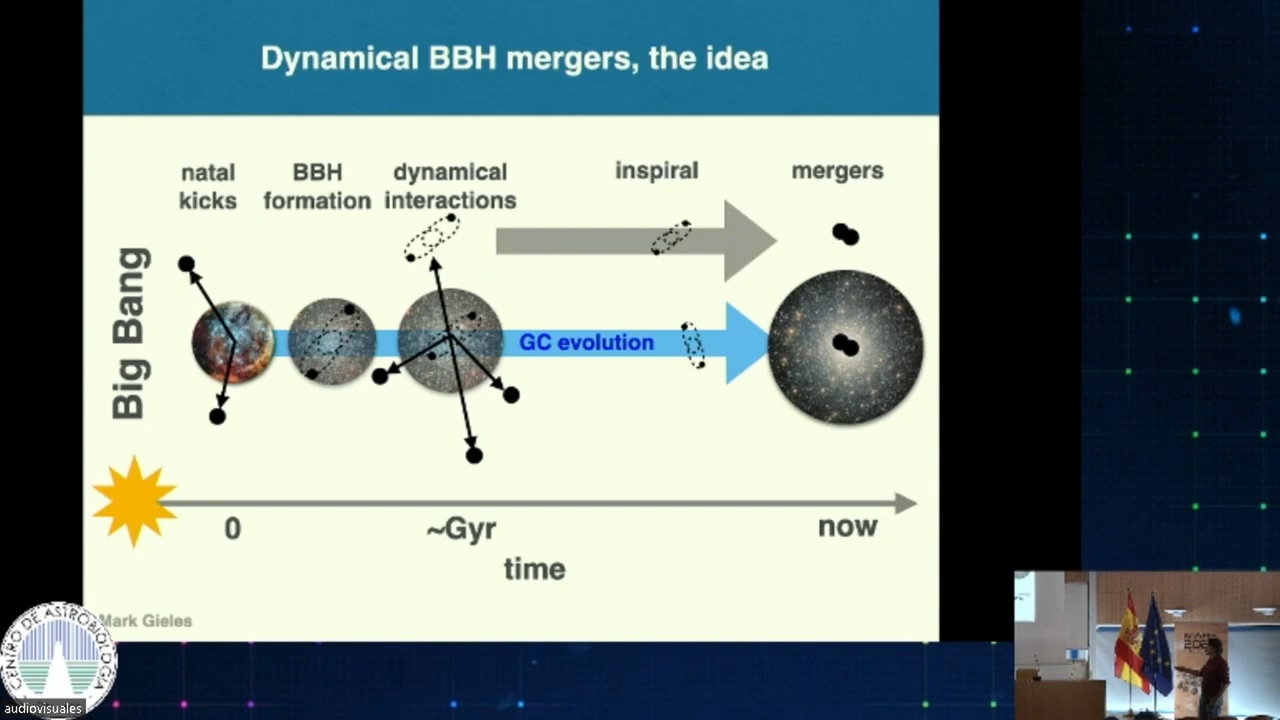 Dynamical BBH mergers, the idea
natal
kicks
BBH
formation
dynamical
interactions
inspiral
mergers
Big Bang
GC evolution
0
~Gyr
now
time
Mark Gieles
CENTRO DE ASTROBIOLOGÍA
audiovisuales